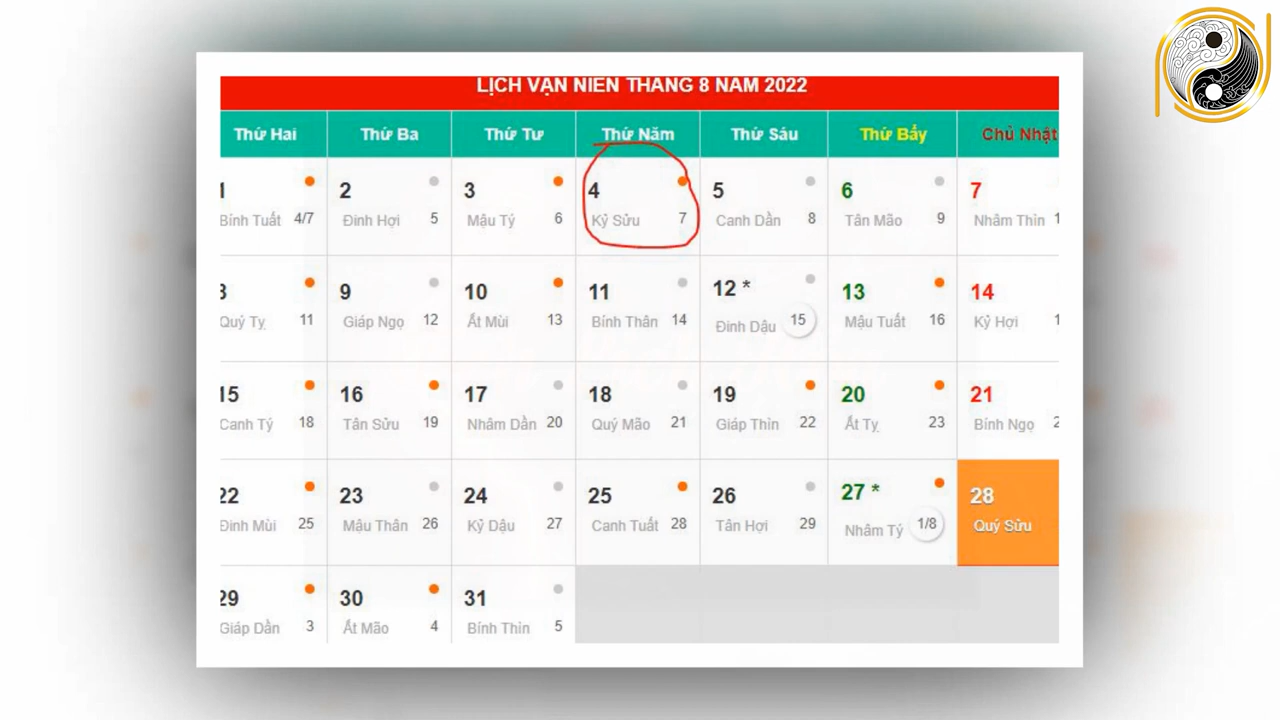 LỊCH VẠN NIÊN THÁNG 8 NĂM 2022
Thứ Hai Thứ Ba Thứ Tư Thứ Năm Thứ Sáu Thứ Bẩy Chủ Nhật
1 2 3 4 5 6 7
Bính Tuất 4/7 Đinh Hợi 5 Mậu Tý 6 Kỷ Sửu 7 Canh Dần 8 Tân Mão 9 Nhâm Thìn
8 9 10 11 12 * 13 14
Quý Tỵ 11 Giáp Ngọ 12 Ất Mùi 13 Bính Thân 14 Đinh Dậu 15 Mậu Tuất 16 Kỷ Hợi
15 16 17 18 19 20 21
Canh Tý 18 Tân Sửu 19 Nhâm Dần 20 Quý Mão 21 Giáp Thìn 22 Ất Tỵ 23 Bính Ngọ
22 23 24 25 26 27 * 28
Đinh Mùi 25 Mậu Thân 26 Kỷ Dậu 27 Canh Tuất 28 Tân Hợi 29 Nhâm Tý 1/8 Quý Sửu
29 30 31
Giáp Dần 3 Ất Mão 4 Bính Thìn 5